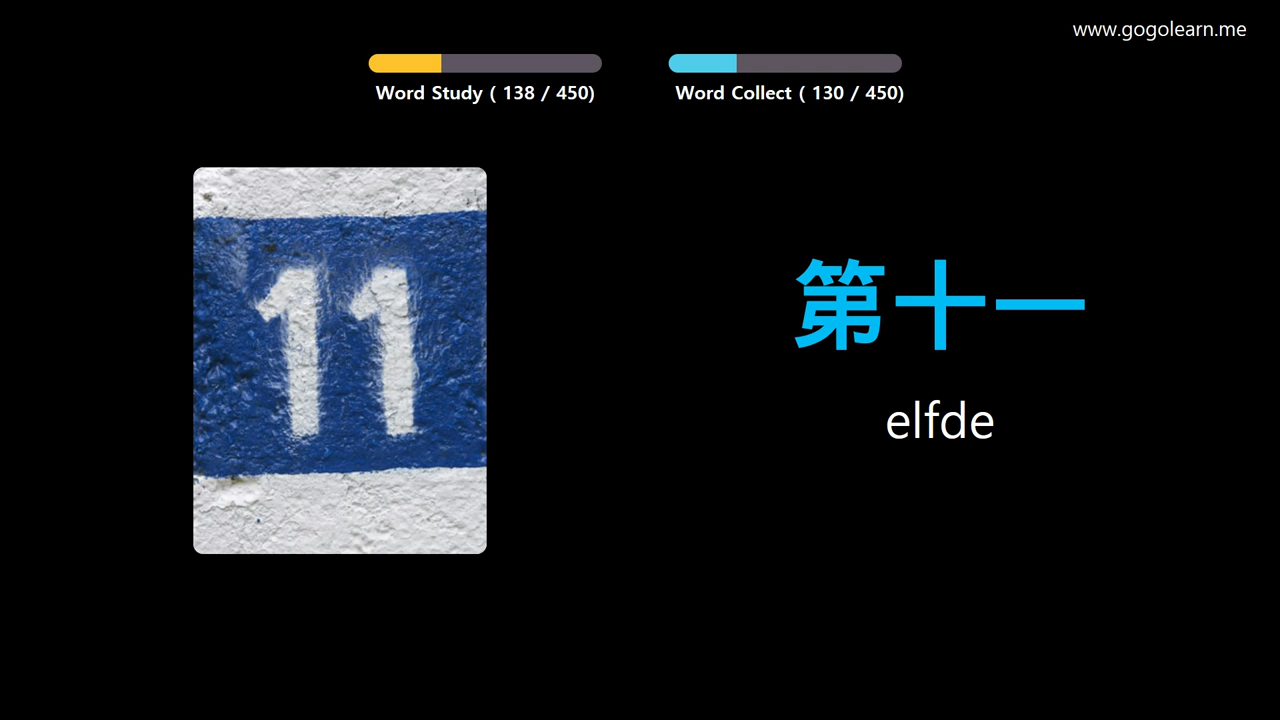 www.gogolearn.me
Word Study ( 138 / 450)
Word Collect ( 130 / 450)
11
第十一
elfde